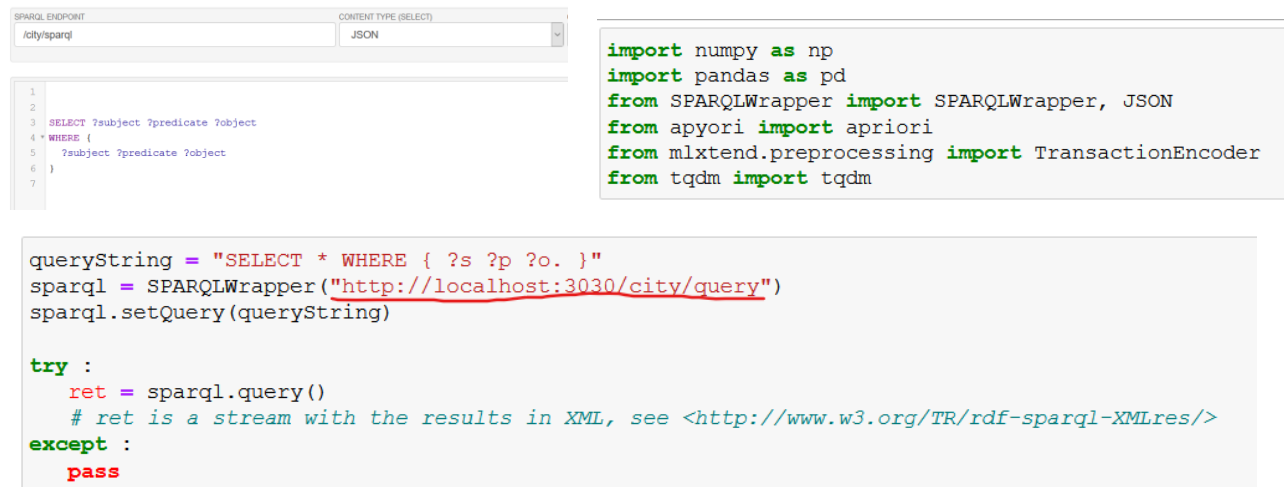 SPARQL ENDPOINT
CONTENT TYPE (SELECT)
/city/sparql
JSON
1
2
3 SELECT ?subject ?predicate ?object
4 WHERE {
5 ?subject ?predicate ?object
6 }
7
import numpy as np
import pandas as pd
from SPARQLWrapper import SPARQLWrapper, JSON
from apyori import apriori
from mlxtend.preprocessing import TransactionEncoder
from tqdm import tqdm
queryString = "SELECT * WHERE { ?s ?p ?o. }"
sparql = SPARQLWrapper("http://localhost:3030/city/query")
sparql.setQuery(queryString)
try :
ret = sparql.query()
# ret is a stream with the results in XML, see <http://www.w3.org/TR/rdf-sparql-XMLres/>
except :
pass